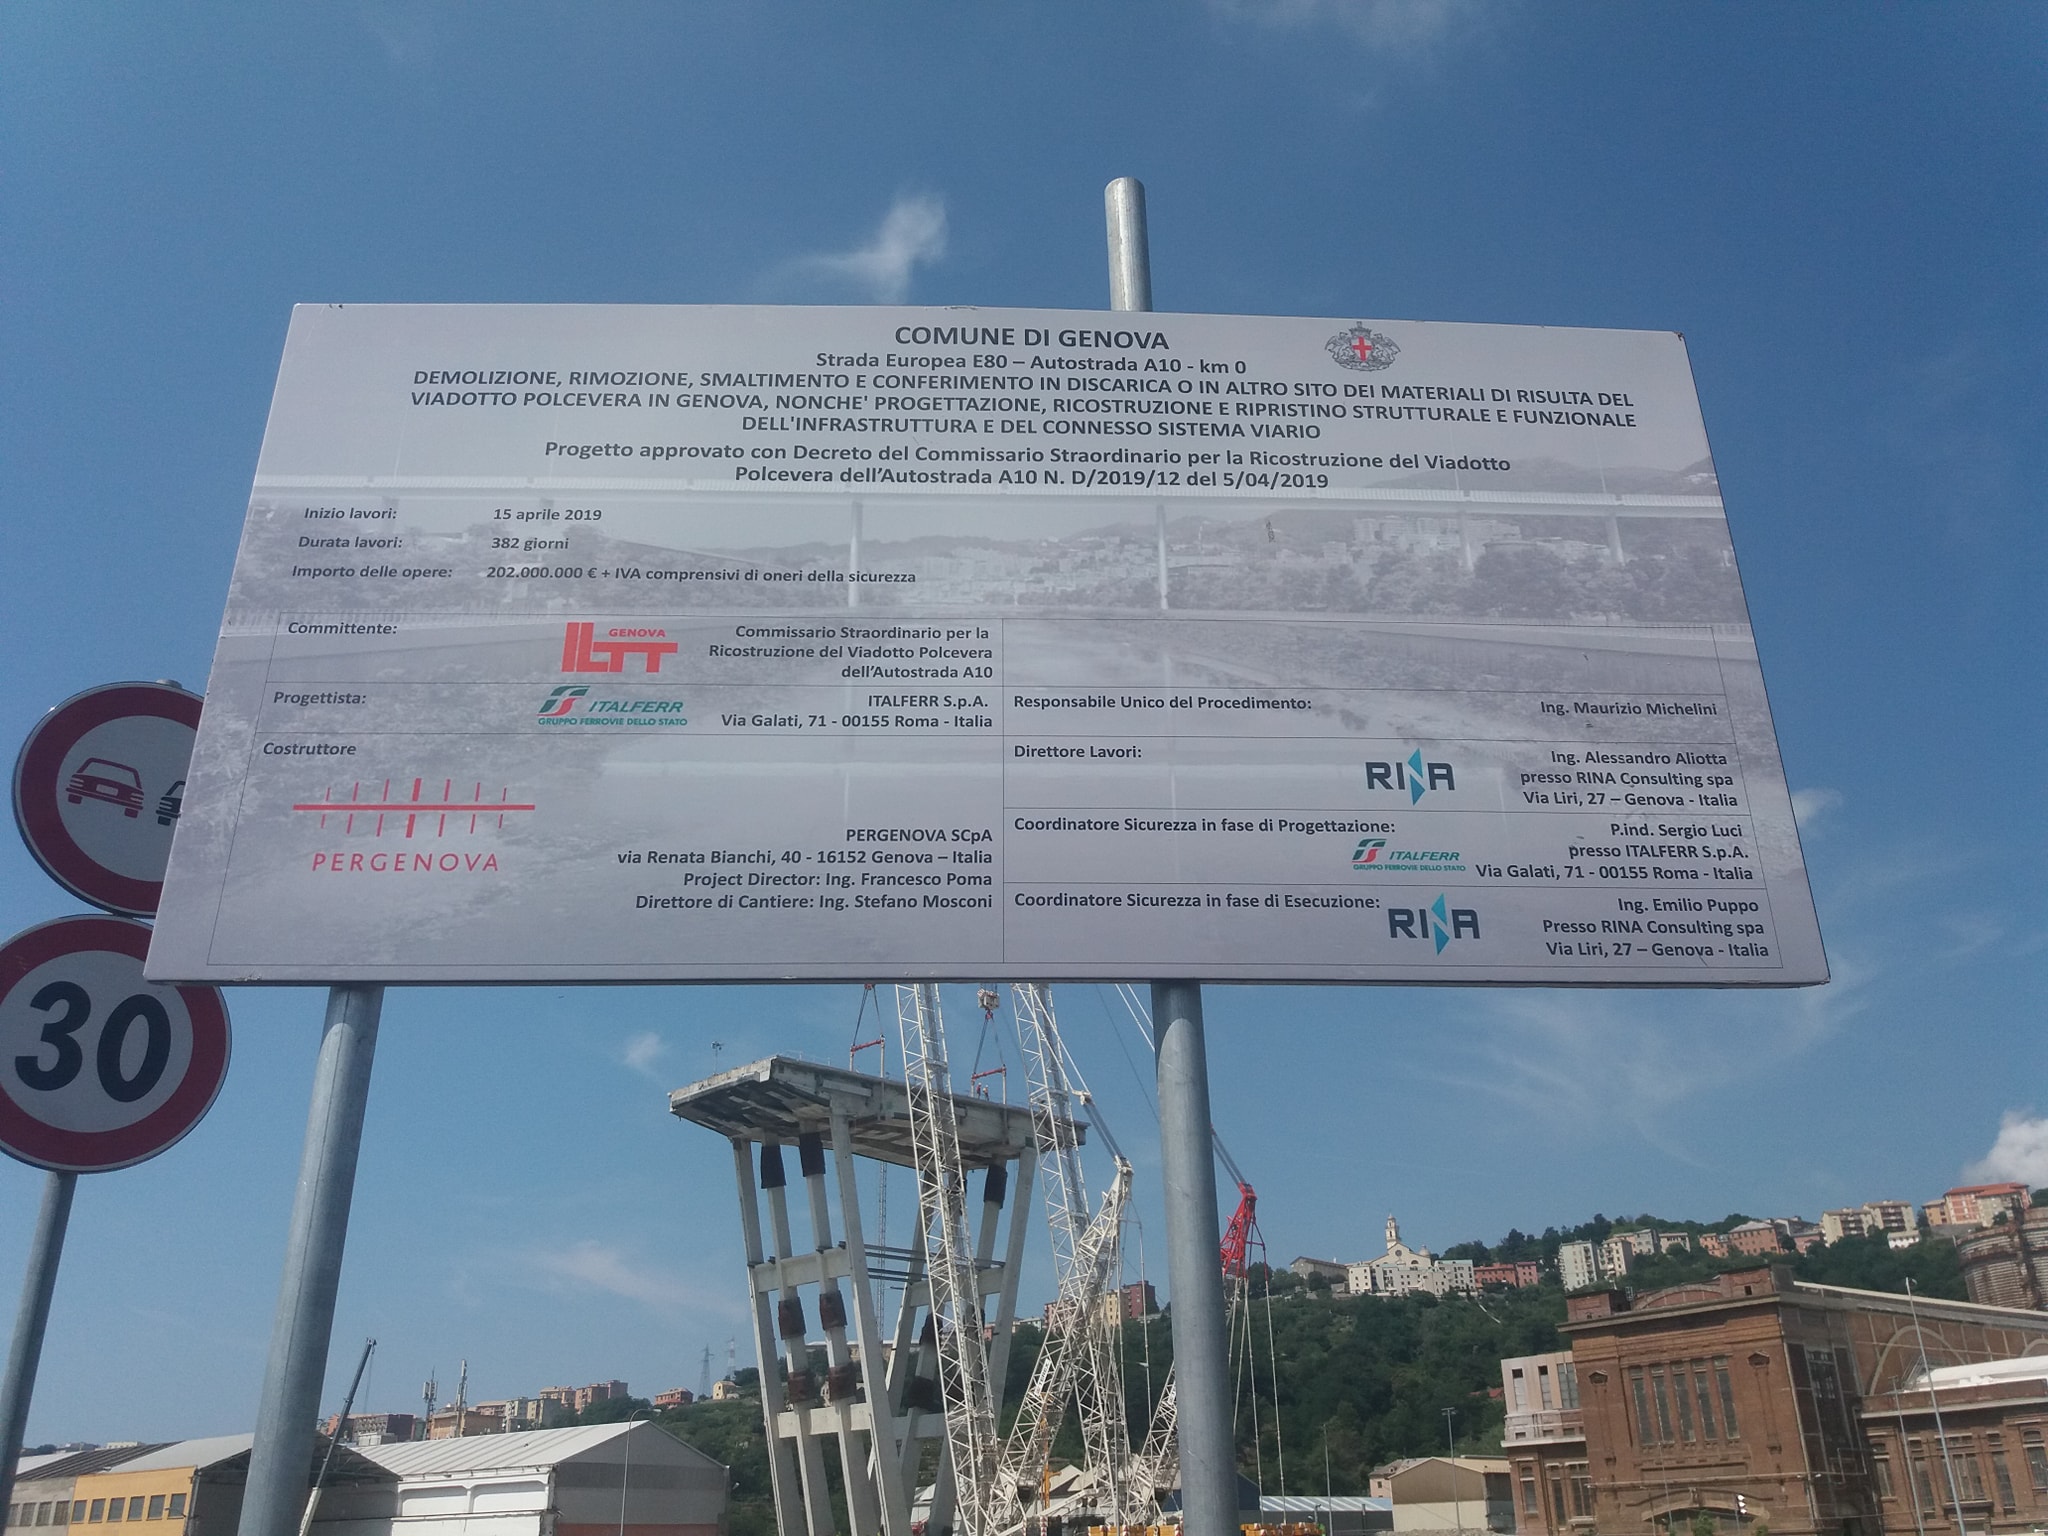 COMUNE DI GENOVA
Strada Europea E80 – Autostrada A10 - km 0
DEMOLIZIONE, RIMOZIONE, SMALTIMENTO E CONFERIMENTO IN DISCARICA O IN ALTRO SITO DEI MATERIALI DI RISULTA DEL
VIADOTTO POLCEVERA IN GENOVA, NONCHE' PROGETTAZIONE, RICOSTRUZIONE E RIPRISTINO STRUTTURALE E FUNZIONALE
DELL'INFRASTRUTTURA E DEL CONNESSO SISTEMA VIARIO
Progetto approvato con Decreto del Commissario Straordinario per la Ricostruzione del Viadotto
Polcevera dell'Autostrada A10 N. D/2019/12 del 5/04/2019
Inizio lavori: 15 aprile 2019
Durata lavori: 382 giorni
Importo delle opere: 202.000.000 € + IVA comprensivi di oneri della sicurezza
Committente:
GENOVA
Commissario Straordinario per la
Ricostruzione del Viadotto Polcevera
dell'Autostrada A10
Progettista:
ITALFERR
GRUPPO FERROVIE DELLO STATO
ITALFERR S.p.A.
Via Galati, 71 - 00155 Roma - Italia
Costruttore
PERGENOVA
PERGENOVA SCpA
via Renata Bianchi, 40 - 16152 Genova – Italia
Project Director: Ing. Francesco Poma
Direttore di Cantiere: Ing. Stefano Mosconi
Responsabile Unico del Procedimento:
Ing. Maurizio Michelini
Direttore Lavori:
RINA
Ing. Alessandro Aliotta
presso RINA Consulting spa
Via Liri, 27 – Genova - Italia
Coordinatore Sicurezza in fase di Progettazione:
ITALFERR
GRUPPO FERROVIE DELLO STATO
P.ind. Sergio Luci
presso ITALFERR S.p.A.
Via Galati, 71 - 00155 Roma - Italia
Coordinatore Sicurezza in fase di Esecuzione:
RINA
Ing. Emilio Puppo
Presso RINA Consulting spa
Via Liri, 27 – Genova - Italia
30